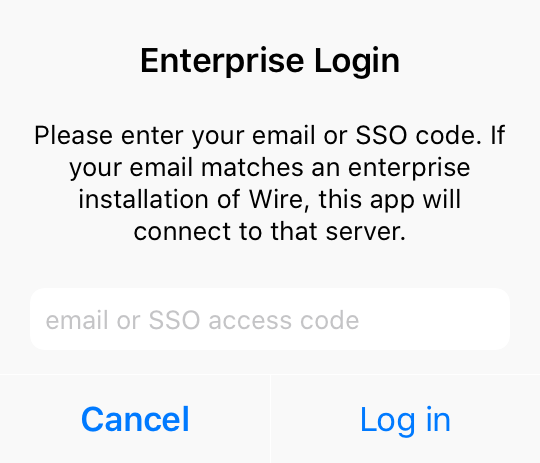 Enterprise Login
Please enter your email or SSO code. If
your email matches an enterprise
installation of Wire, this app will
connect to that server.
email or SSO access code
Cancel
Log in